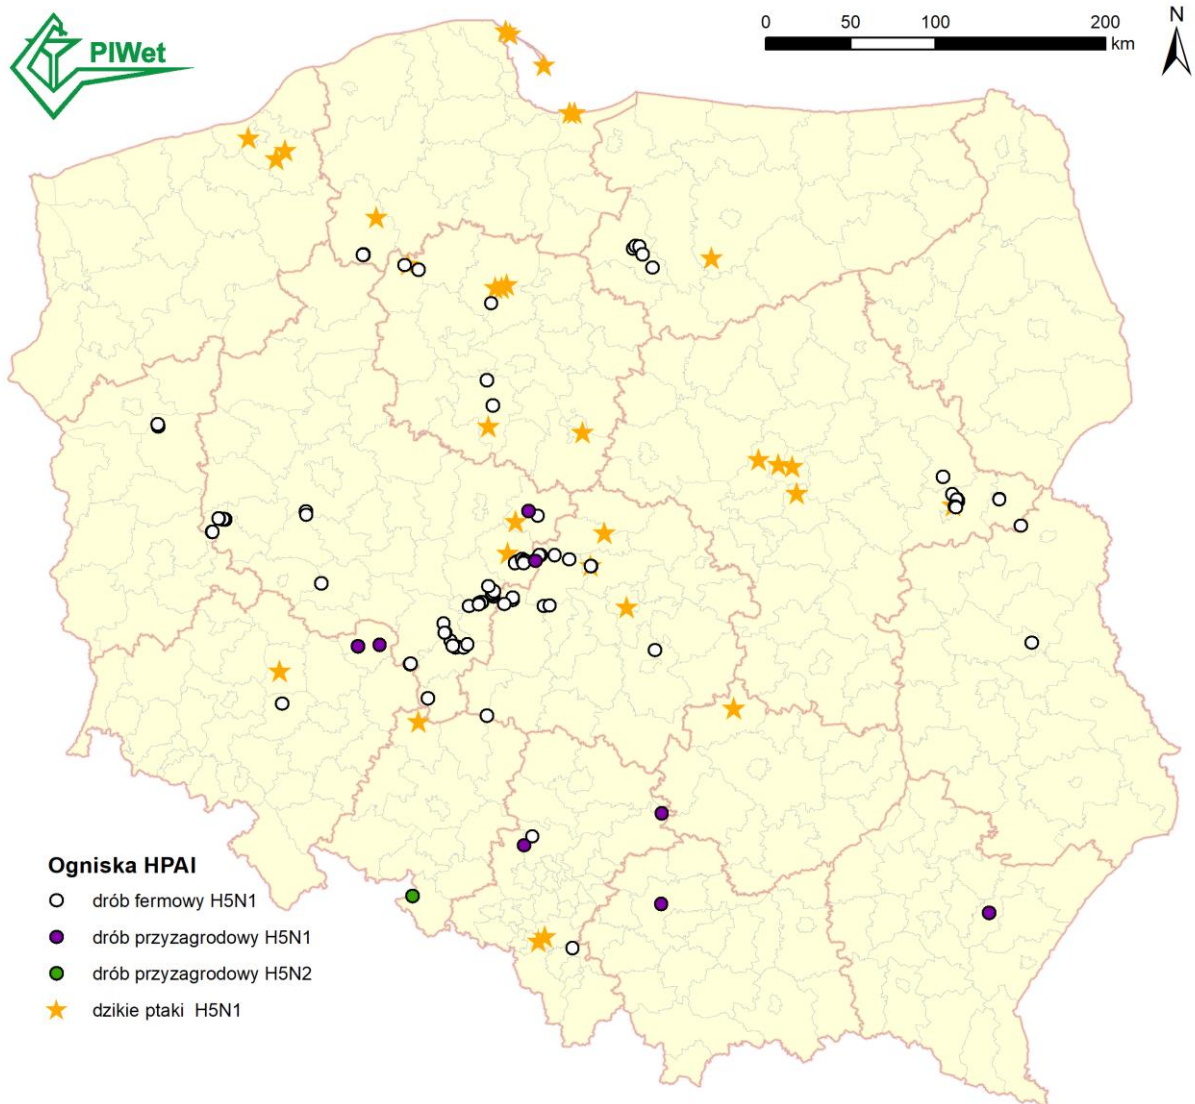 PIWet
0 50 100 200
km
N
Ogniska HPAI
drób fermowy H5N1
drób przyzagrodowy H5N1
drób przyzagrodowy H5N2
dzikie ptaki H5N1